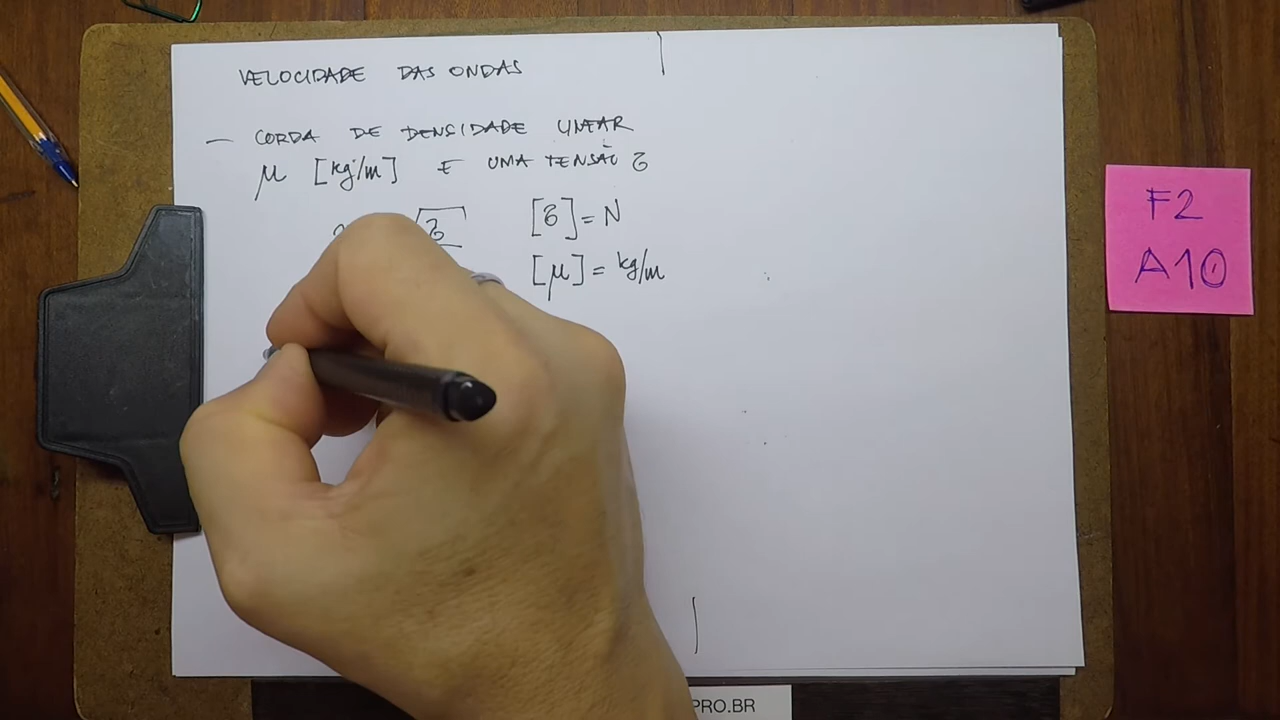 VELOCIDADE DAS ONDAS
— CORDA DE DENSIDADE LINEAR
μ [kg/m] E UMA TENSÃO τ
√τ [τ] = N
[μ] = kg/m
F2
A10
PRO.BR